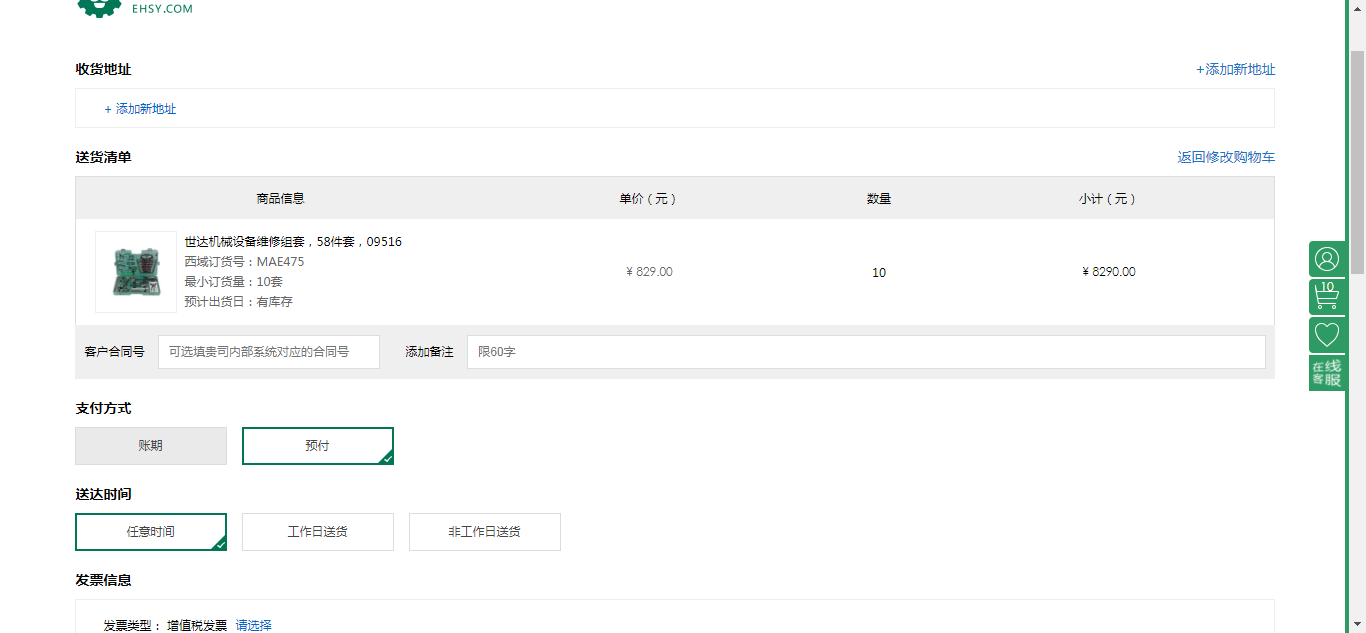 EHSY.COM
收货地址
+添加新地址
+ 添加新地址
送货清单
返回修改购物车
商品信息 单价（元） 数量 小计（元）
世达机械设备维修组套，58件套，09516
西域订货号：MAE475
最小订货量：10套
预计出货日：有库存
¥ 829.00
10
¥ 8290.00
客户合同号 可选填贵司内部系统对应的合同号 添加备注 限60字
支付方式
账期 预付
送达时间
任意时间 工作日送货 非工作日送货
发票信息
发票类型： 增值税发票 请选择
10
在线
客服